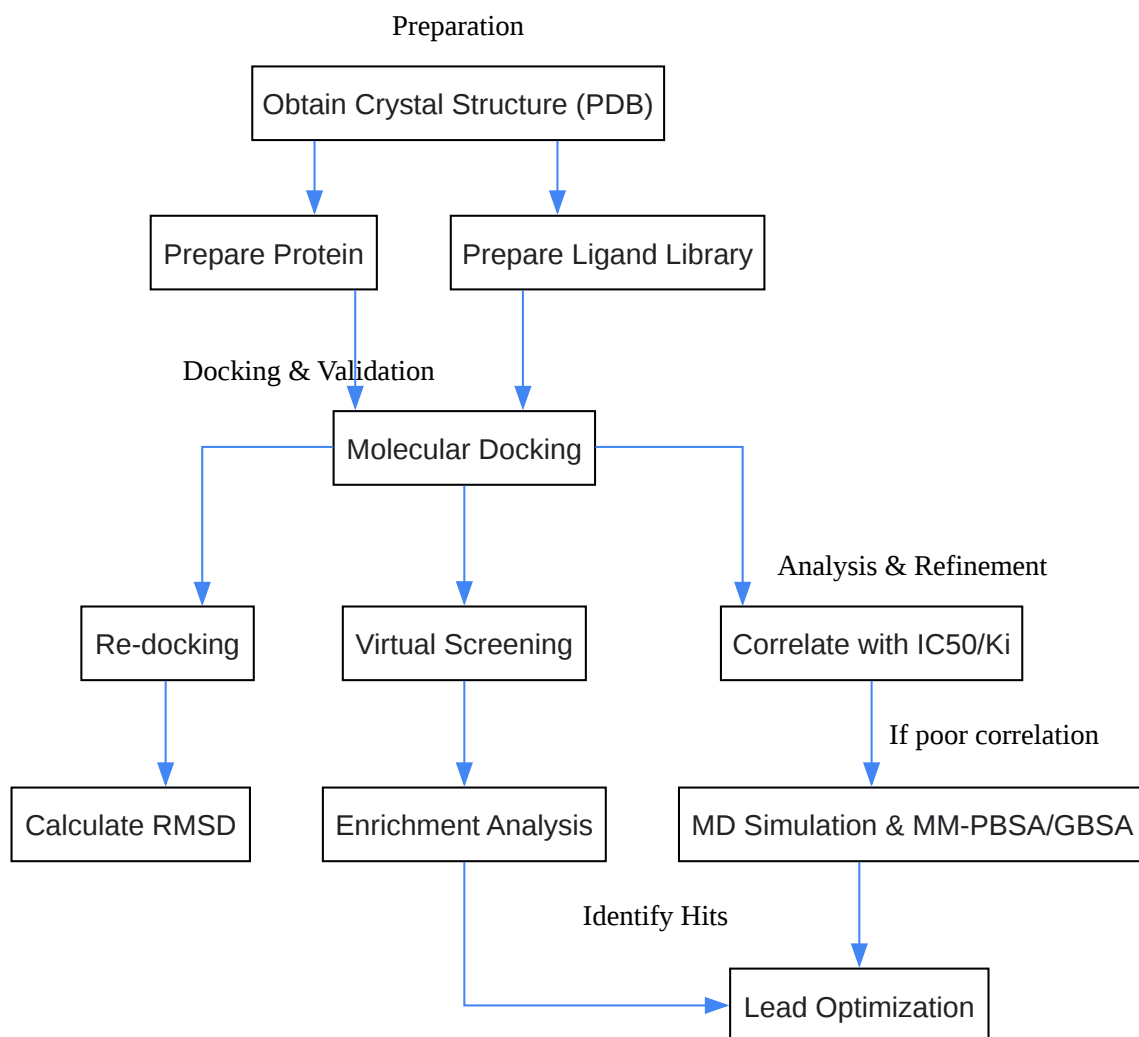 Preparation
Obtain Crystal Structure (PDB)
Prepare Protein
Prepare Ligand Library
Docking & Validation
Molecular Docking
Analysis & Refinement
Re-docking
Virtual Screening
Correlate with IC50/Ki
If poor correlation
Calculate RMSD
Enrichment Analysis
MD Simulation & MM-PBSA/GBSA
Identify Hits
Lead Optimization